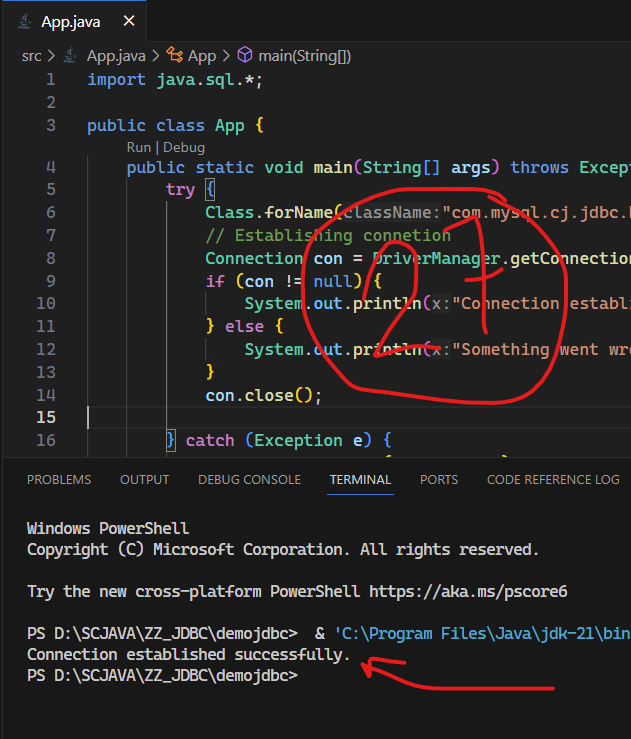 App.java ×
src > App.java > App > main(String[])
1 import java.sql.*;
2
3 public class App {
Run | Debug
4 public static void main(String[] args) throws Excep
5 try {
6 Class.forName(className:"com.mysql.cj.jdbc.
7 // Establishing connetion
8 Connection con = DriverManager.getConnection
9 if (con != null) {
10 System.out.println(x:"Connection establi
11 } else {
12 System.out.println(x:"Something went wro
13 }
14 con.close();
15
16 } catch (Exception e) {
PROBLEMS OUTPUT DEBUG CONSOLE TERMINAL PORTS CODE REFERENCE LOG
Windows PowerShell
Copyright (C) Microsoft Corporation. All rights reserved.
Try the new cross-platform PowerShell https://aka.ms/pscore6
PS D:\SCJAVA\ZZ_JDBC\demojdbc> & 'C:\Program Files\Java\jdk-21\bin
Connection established successfully.
PS D:\SCJAVA\ZZ_JDBC\demojdbc>